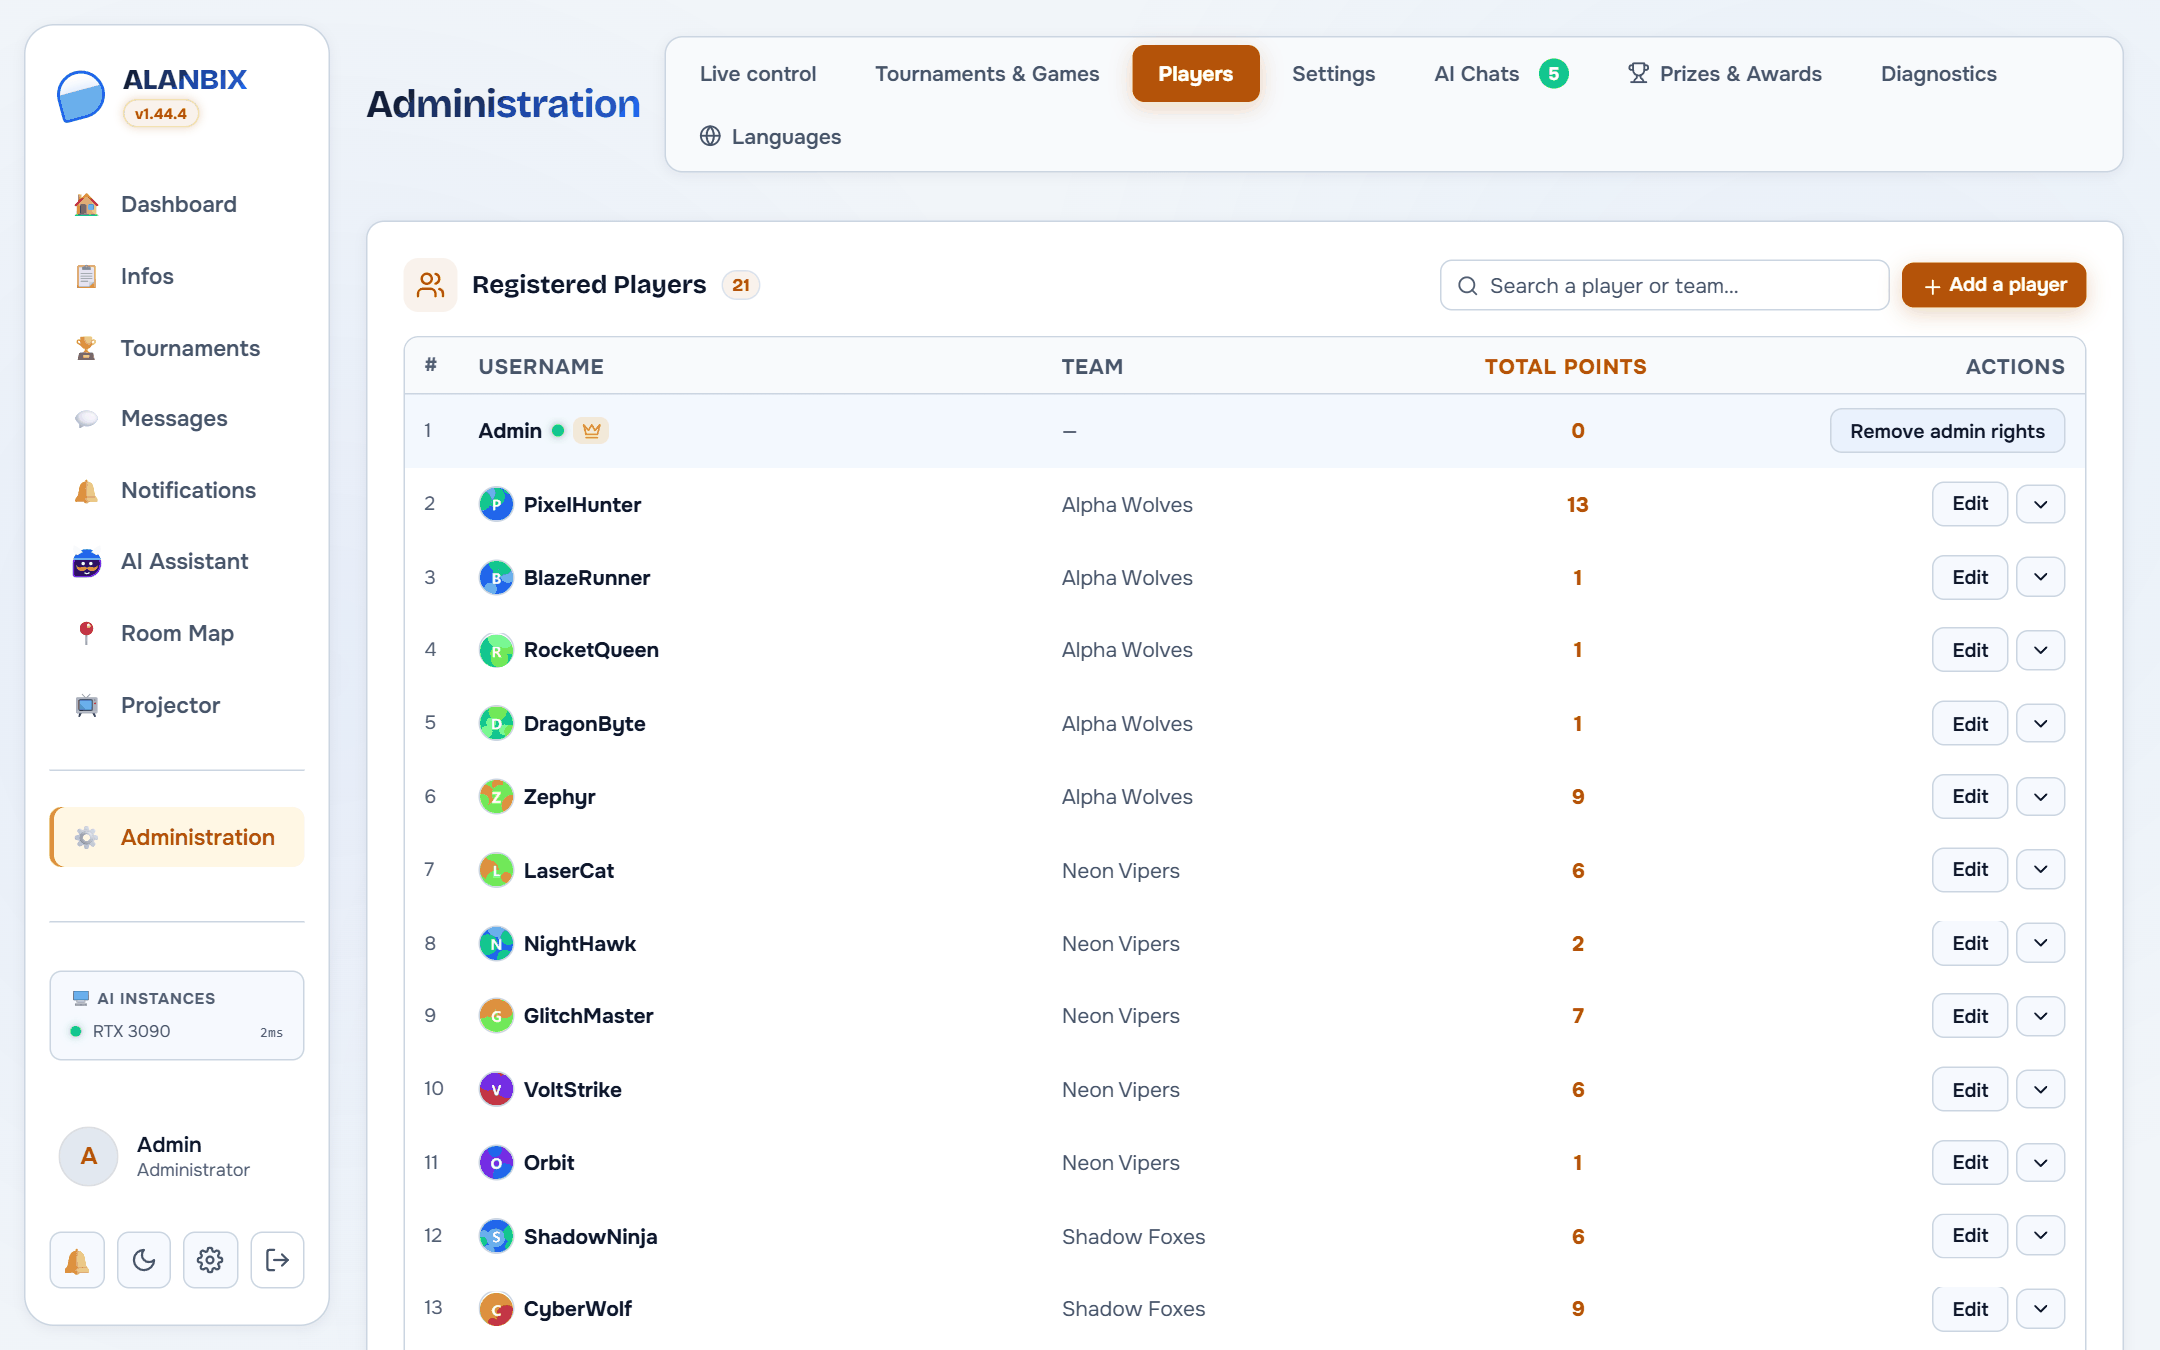 ALANBIX
v1.44.4
Dashboard
Infos
Tournaments
Messages
Notifications
AI Assistant
Room Map
Projector
Administration
AI INSTANCES
RTX 3090 2ms
A
Admin
Administrator
Administration
Live control
Tournaments & Games
Players
Settings
AI Chats 5
Prizes & Awards
Diagnostics
Languages
Registered Players 21
Search a player or team...
+ Add a player
# USERNAME TEAM TOTAL POINTS ACTIONS
1 Admin – 0 Remove admin rights
2 P PixelHunter Alpha Wolves 13 Edit
3 B BlazeRunner Alpha Wolves 1 Edit
4 R RocketQueen Alpha Wolves 1 Edit
5 D DragonByte Alpha Wolves 1 Edit
6 Z Zephyr Alpha Wolves 9 Edit
7 L LaserCat Neon Vipers 6 Edit
8 N NightHawk Neon Vipers 2 Edit
9 G GlitchMaster Neon Vipers 7 Edit
10 V VoltStrike Neon Vipers 6 Edit
11 O Orbit Neon Vipers 1 Edit
12 S ShadowNinja Shadow Foxes 6 Edit
13 C CyberWolf Shadow Foxes 9 Edit